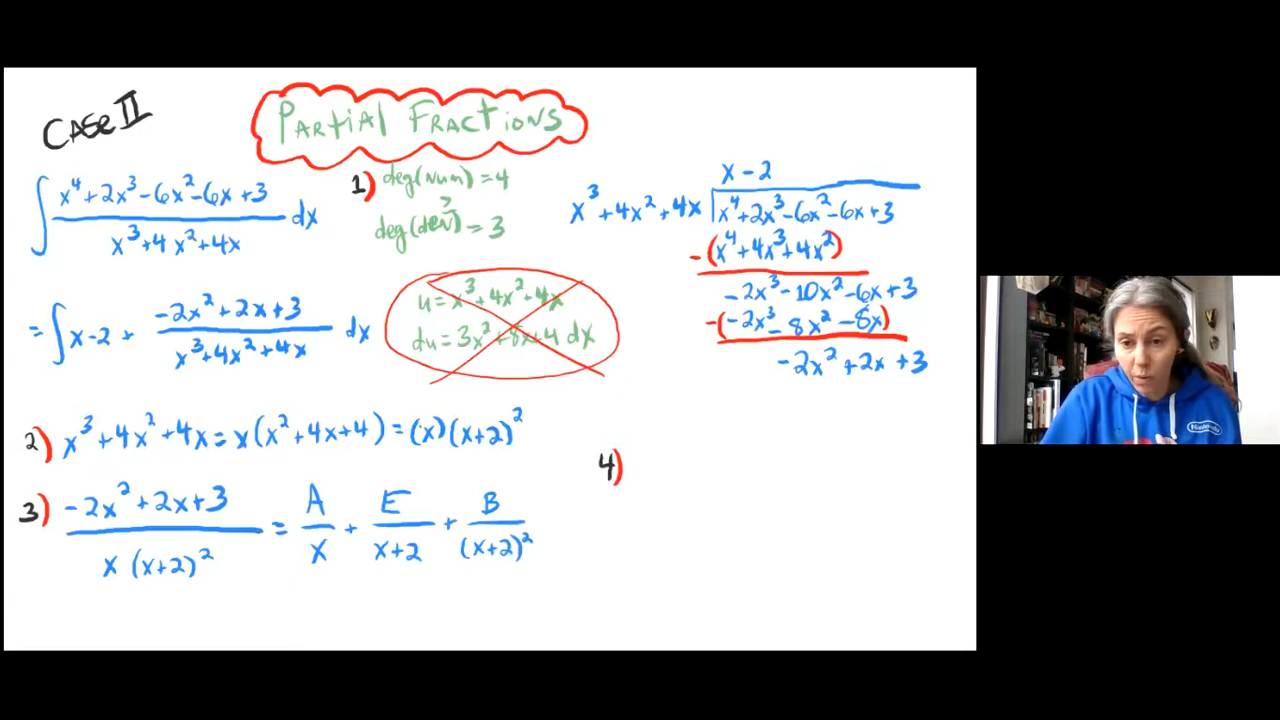 CASE II
PARTIAL FRACTIONS
∫ (x⁴+2x³-6x²-6x+3)/(x³+4x²+4x) dx
1) deg(num) = 4
deg(den) = 3
x-2
x³+4x²+4x x⁴+2x³-6x²-6x+3
-(x⁴+4x³+4x²)
-2x³-10x²-6x+3
-(-2x³-8x²-8x)
-2x²+2x+3
= ∫ x-2 + (-2x²+2x+3)/(x³+4x²+4x) dx
u = x³+4x²+4x
du = 3x²+8x+4 dx
2) x³+4x²+4x = x(x²+4x+4) = (x)(x+2)²
3) (-2x²+2x+3)/(x(x+2)²) = A/x + E/(x+2) + B/(x+2)²
4)
Nintendo